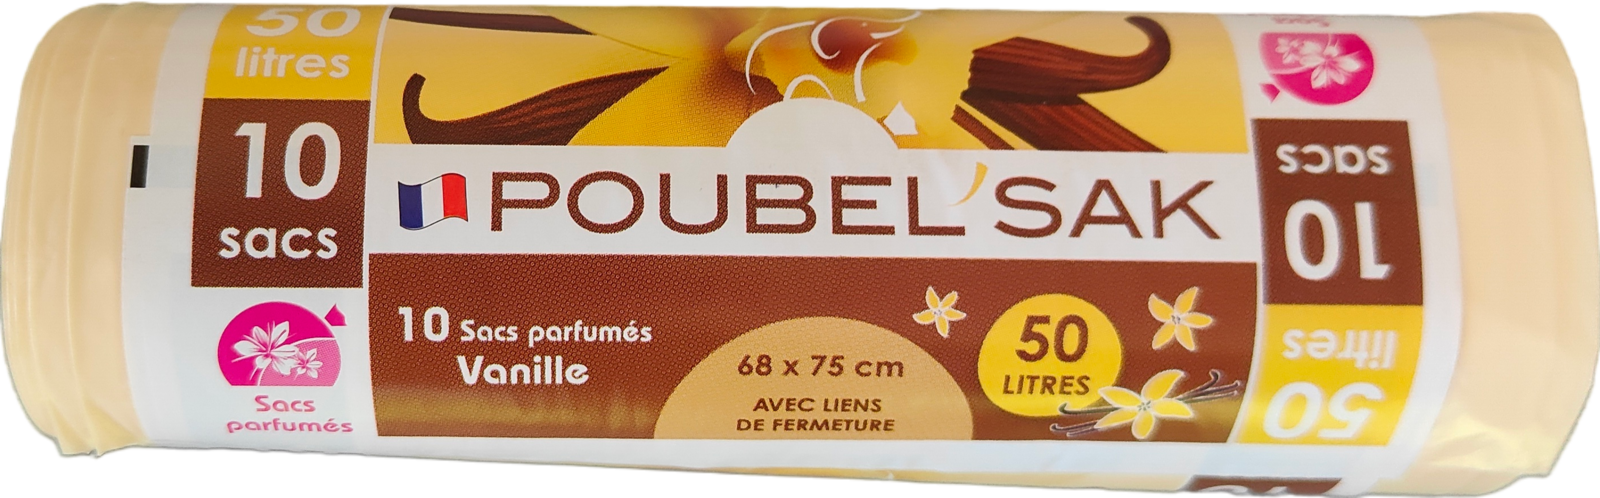 50
litres
10
sacs
Sacs
parfumés
POUBEL'SAK
10 Sacs parfumés
Vanille
68 x 75 cm
AVEC LIENS
DE FERMETURE
50
LITRES
Sacs
10
sacs
50
litres